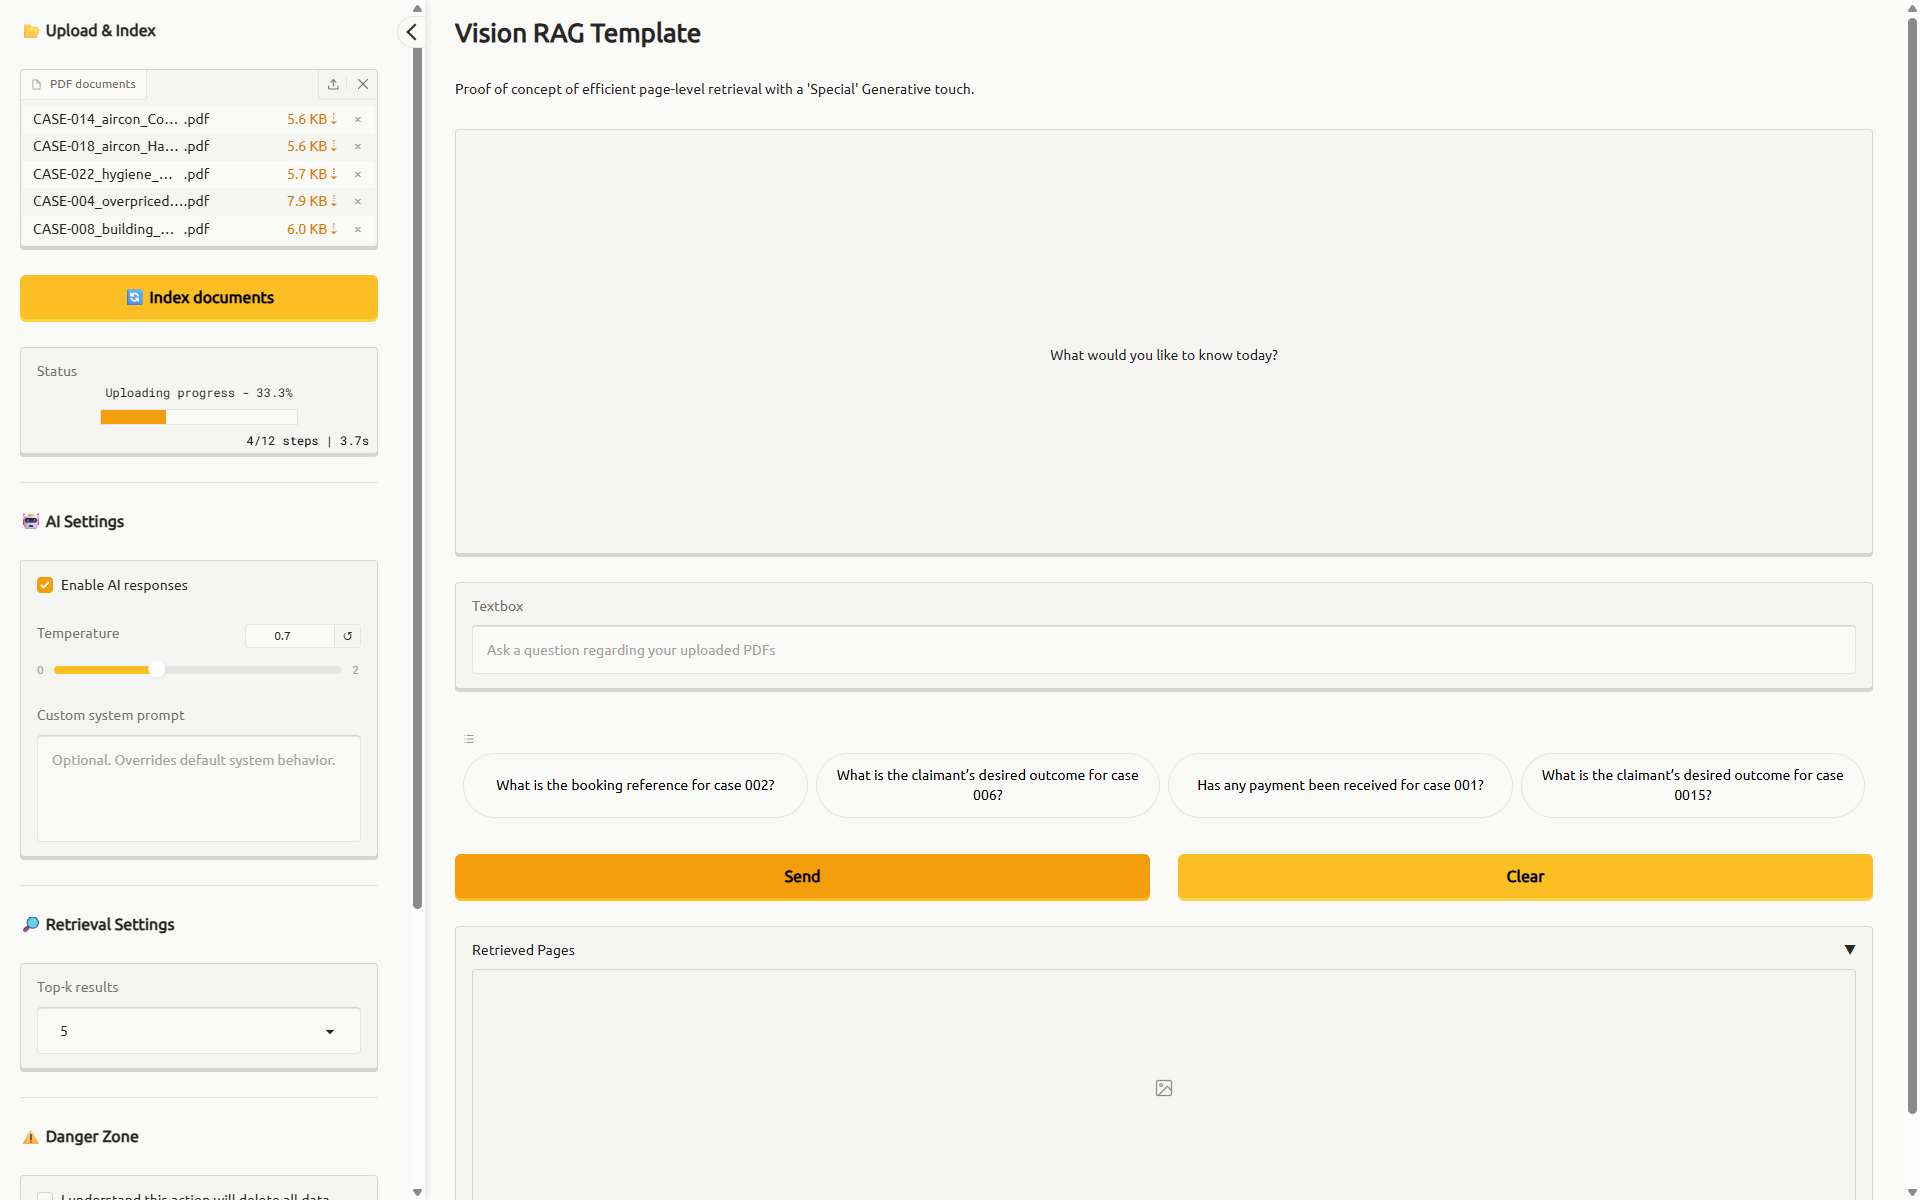 Upload & Index
PDF documents
CASE-014_aircon_Co... .pdf 5.6 KB ⇣ ×
CASE-018_aircon_Ha... .pdf 5.6 KB ⇣ ×
CASE-022_hygiene_... .pdf 5.7 KB ⇣ ×
CASE-004_overpriced....pdf 7.9 KB ⇣ ×
CASE-008_building_... .pdf 6.0 KB ⇣ ×
Index documents
Status
Uploading progress - 33.3%
4/12 steps | 3.7s
AI Settings
Enable AI responses
Temperature 0.7 ↺
0 2
Custom system prompt
Optional. Overrides default system behavior.
Retrieval Settings
Top-k results
5
Danger Zone
I understand this action will delete all data
Vision RAG Template
Proof of concept of efficient page-level retrieval with a 'Special' Generative touch.
What would you like to know today?
Textbox
Ask a question regarding your uploaded PDFs
What is the booking reference for case 002?
What is the claimant’s desired outcome for case
006?
Has any payment been received for case 001?
What is the claimant’s desired outcome for case
0015?
Send
Clear
Retrieved Pages ▼